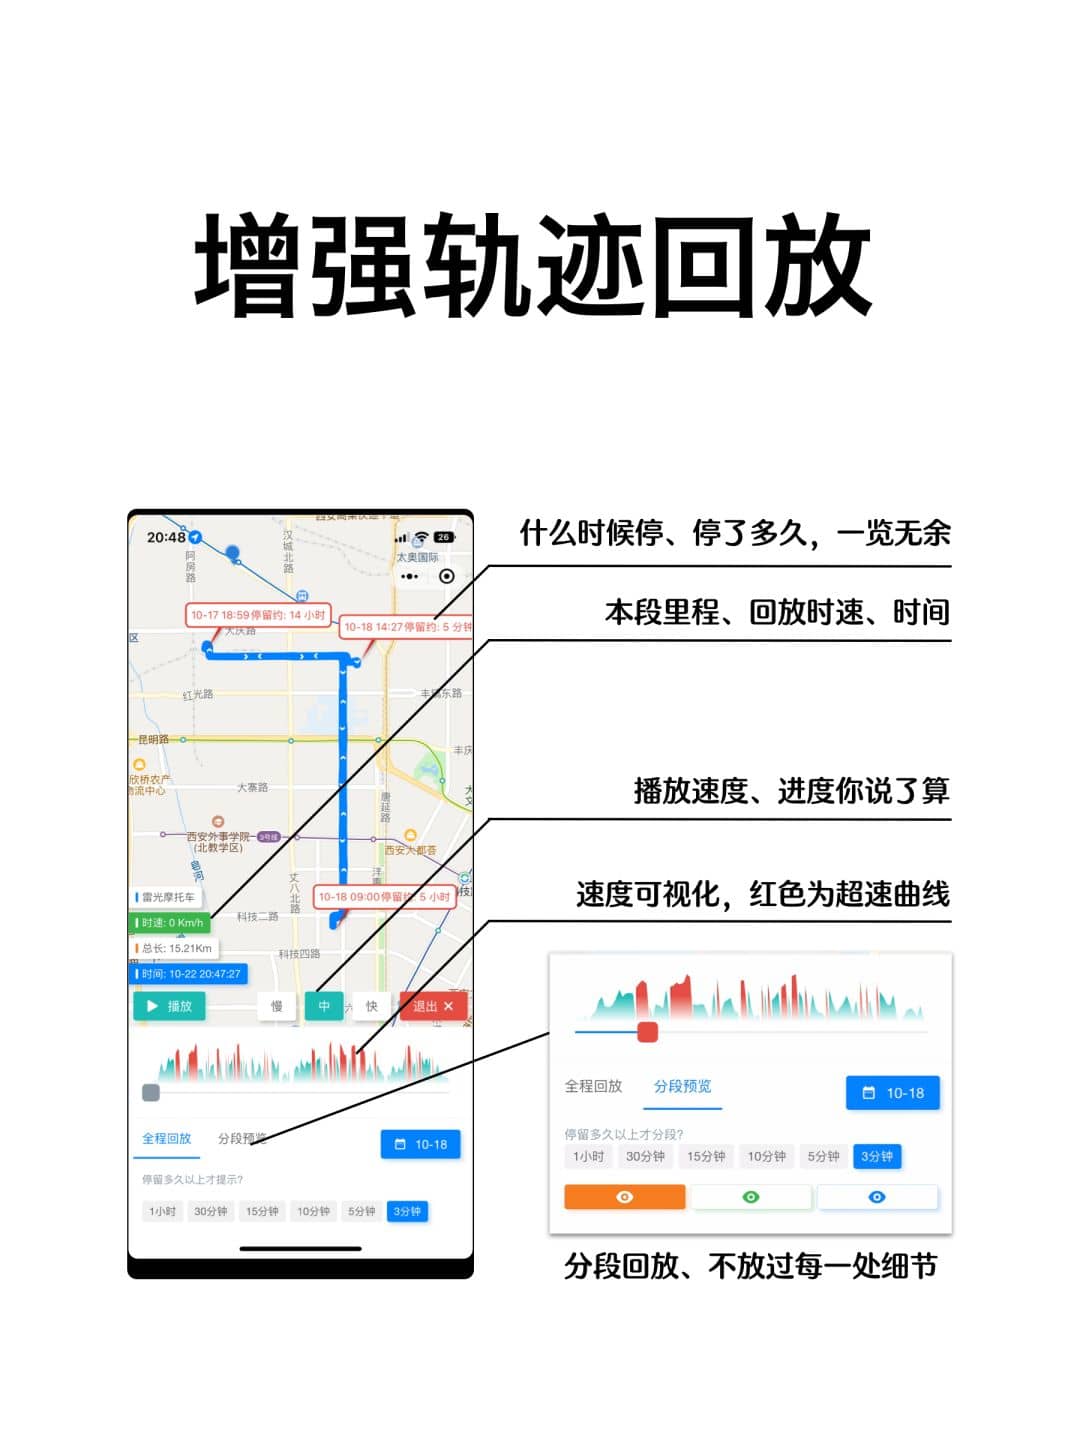 增强轨迹回放
什么时候停、停了多久，一览无余
本段里程、回放时速、时间
播放速度、进度你说了算
速度可视化，红色为超速曲线
20:48
26
汉城北路
阿房路
太奥国际
10-17 18:59停留约: 14 小时
10-18 14:27停留约: 5 分钟
大庆路
区
红光路
丰镐东路
昆明路
丰庆
欣桥农产
物流中心
大寨路
唐延路
西安外事学院
(北教学区)
3号线
西安大都荟
皂河
丈八北路
10-18 09:00停留约: 5 小时
科技二路
科技四路
雷光摩托车
时速: 0 Km/h
总长: 15.21Km
时间: 10-22 20:47:27
播放
慢
中
快
退出 ×
全程回放
分段预览
10-18
停留多久以上才提示?
1小时
30分钟
15分钟
10分钟
5分钟
3分钟
全程回放
分段预览
10-18
停留多久以上才分段?
1小时
30分钟
15分钟
10分钟
5分钟
3分钟
分段回放、不放过每一处细节